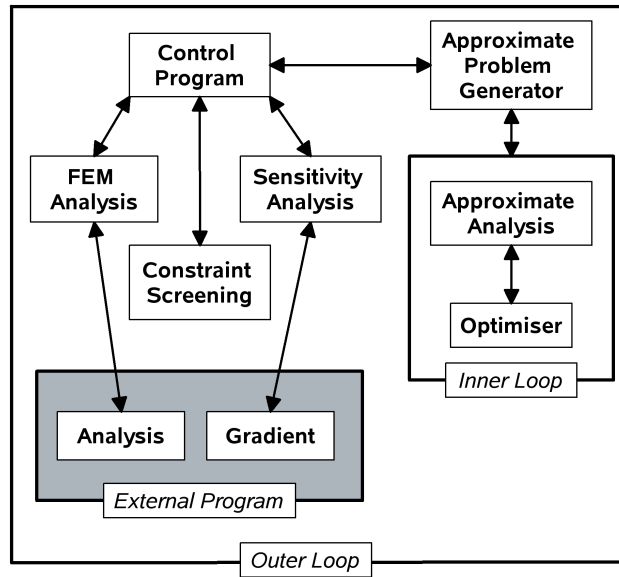 Control
Program
Approximate
Problem
Generator
FEM
Analysis
Sensitivity
Analysis
Constraint
Screening
Approximate
Analysis
Optimiser
Inner Loop
Analysis
Gradient
External Program
Outer Loop